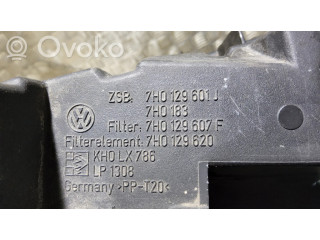 ovoko
ZSB: 7H0 129 601 J
7H0 183
Filter: 7H0 129 607 F
Filterelement: 7H0 129 620
KHO LX 786
LP 1308
Germany >PP-T20<